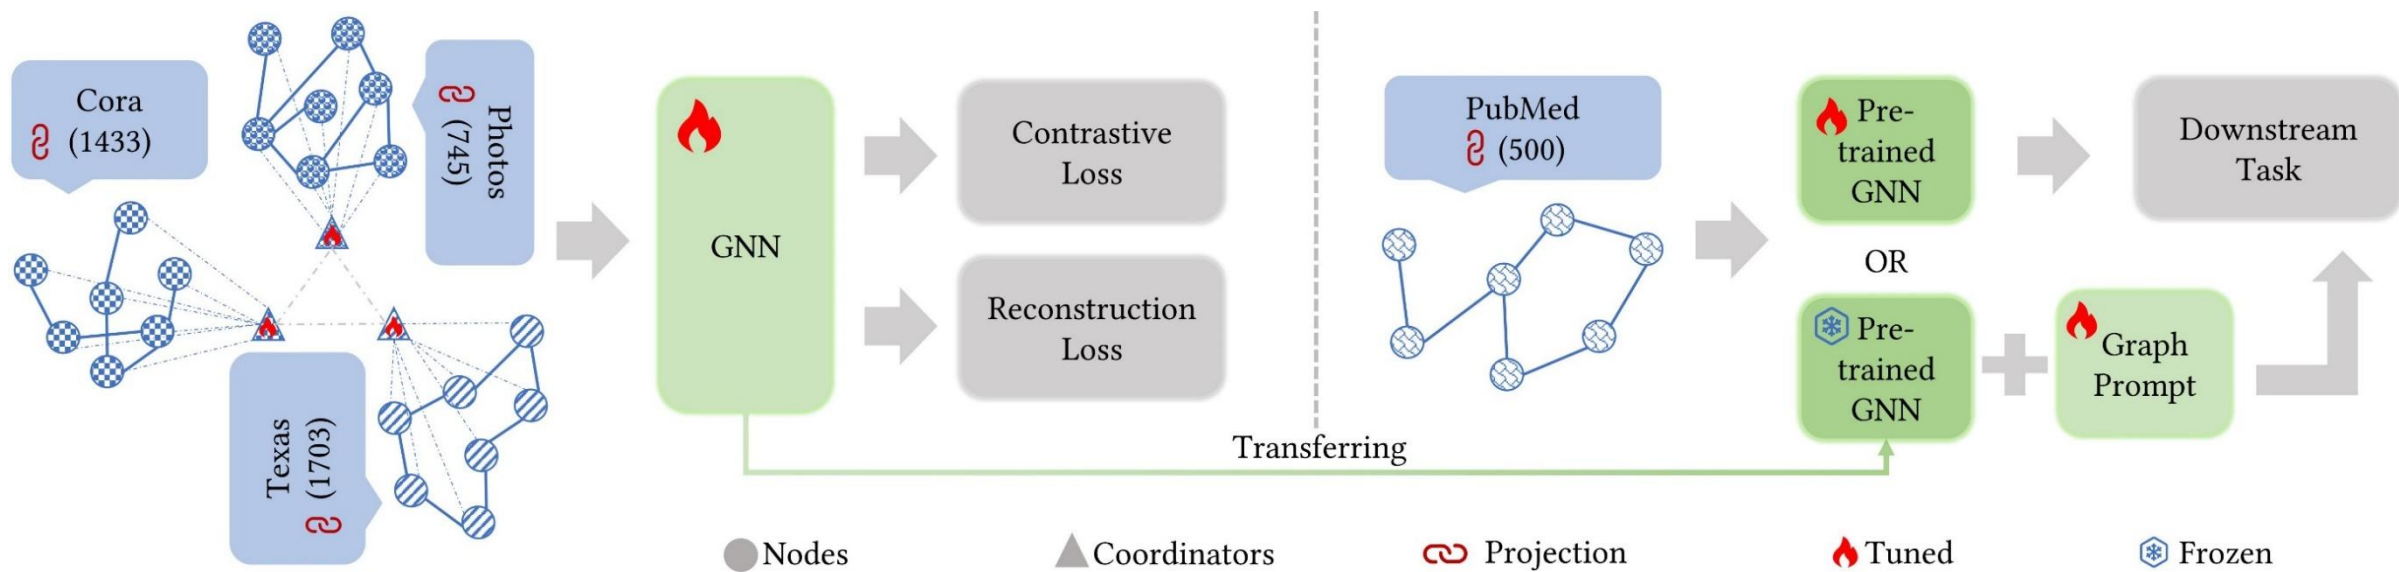 Cora
(1433)
Photos
(745)
Texas
(1703)
GNN
Contrastive
Loss
Reconstruction
Loss
Transferring
PubMed
(500)
Pre-
trained
GNN
OR
Pre-
trained
GNN
Graph
Prompt
Downstream
Task
Nodes
Coordinators
Projection
Tuned
Frozen